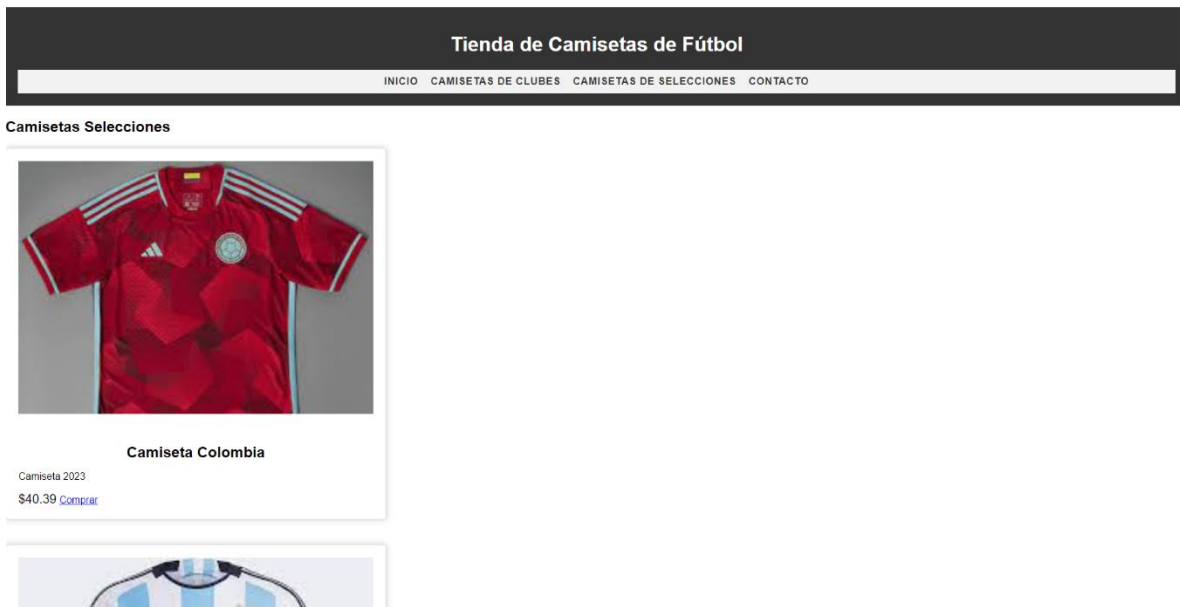 Tienda de Camisetas de Fútbol
INICIO CAMISETAS DE CLUBES CAMISETAS DE SELECCIONES CONTACTO
Camisetas Selecciones
Camiseta Colombia
Camiseta 2023
$40.39 Comprar